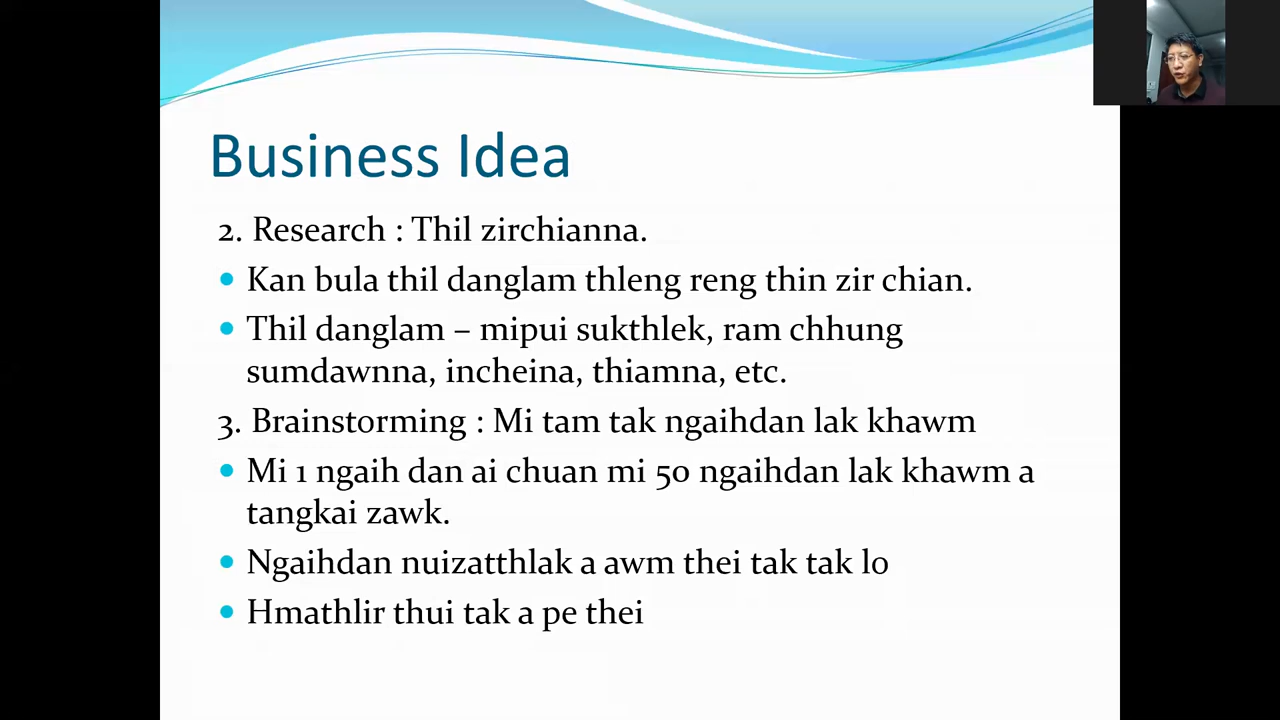 Business Idea
2. Research : Thil zirchianna.
• Kan bula thil danglam thleng reng thin zir chian.
• Thil danglam – mipui sukthlek, ram chhung
sumdawnna, incheina, thiamna, etc.
3. Brainstorming : Mi tam tak ngaihdan lak khawm
• Mi 1 ngaih dan ai chuan mi 50 ngaihdan lak khawm a
tangkai zawk.
• Ngaihdan nuizatthlak a awm thei tak tak lo
• Hmathlir thui tak a pe thei